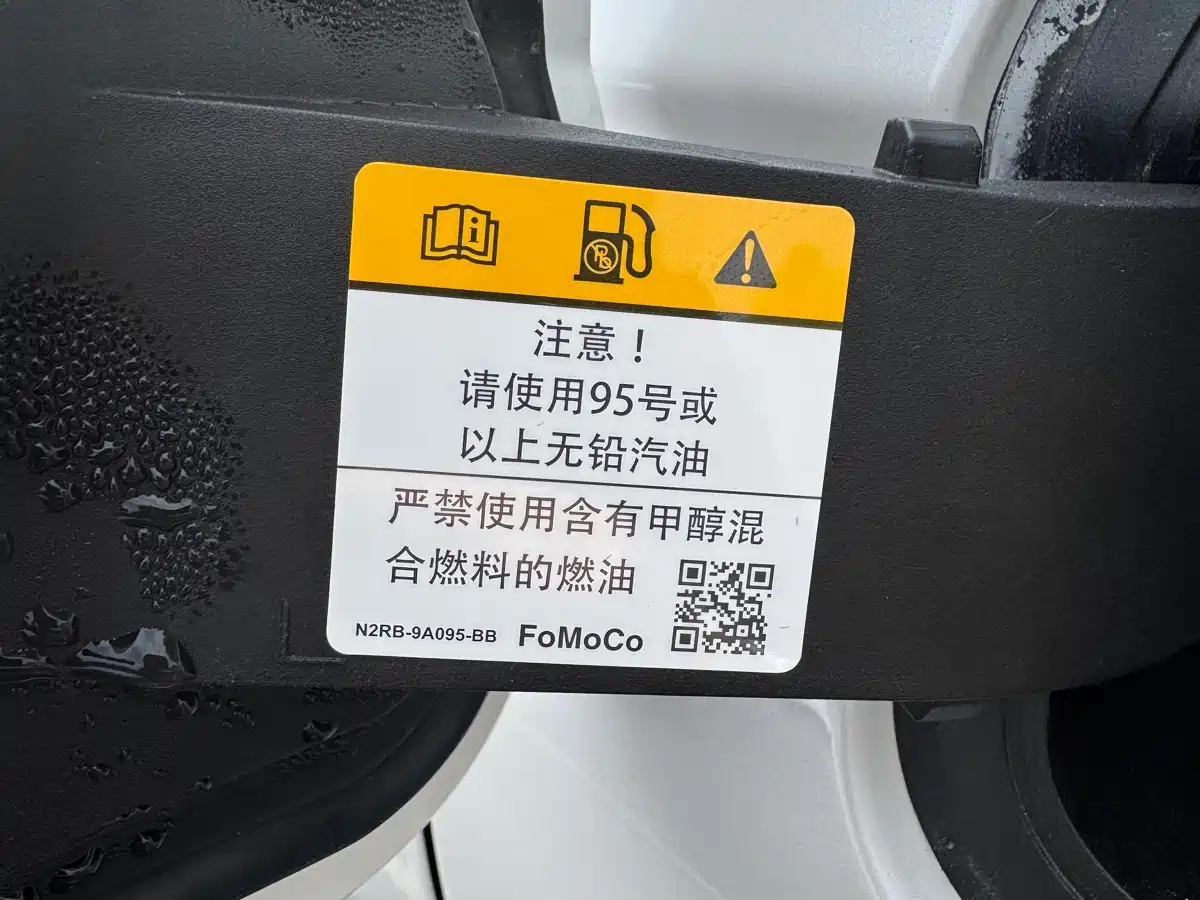 注意！
请使用95号或
以上无铅汽油
严禁使用含有甲醇混
合燃料的燃油
N2RB-9A095-BB FoMoCo